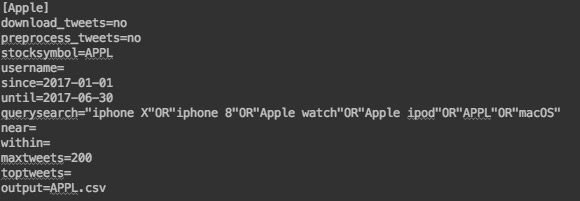 [Apple]
download_tweets=no
preprocess_tweets=no
stocksymbol=APPL
username=
since=2017-01-01
until=2017-06-30
querysearch="iphone X"OR"iphone 8"OR"Apple watch"OR"Apple ipod"OR"APPL"OR"macOS"
near=
within=
maxtweets=200
toptweets=
output=APPL.csv